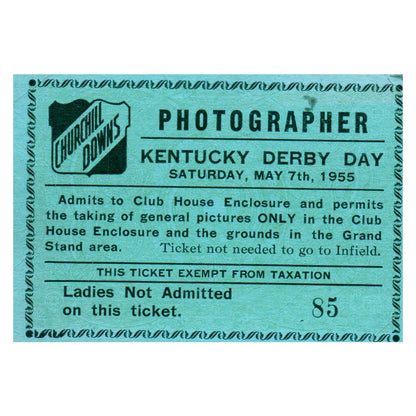 CHURCHILL
DOWNS
PHOTOGRAPHER
KENTUCKY DERBY DAY
SATURDAY, MAY 7th, 1955
Admits to Club House Enclosure and permits
the taking of general pictures ONLY in the Club
House Enclosure and the grounds in the Grand
Stand area. Ticket not needed to go to Infield.
THIS TICKET EXEMPT FROM TAXATION
Ladies Not Admitted
on this ticket.
85